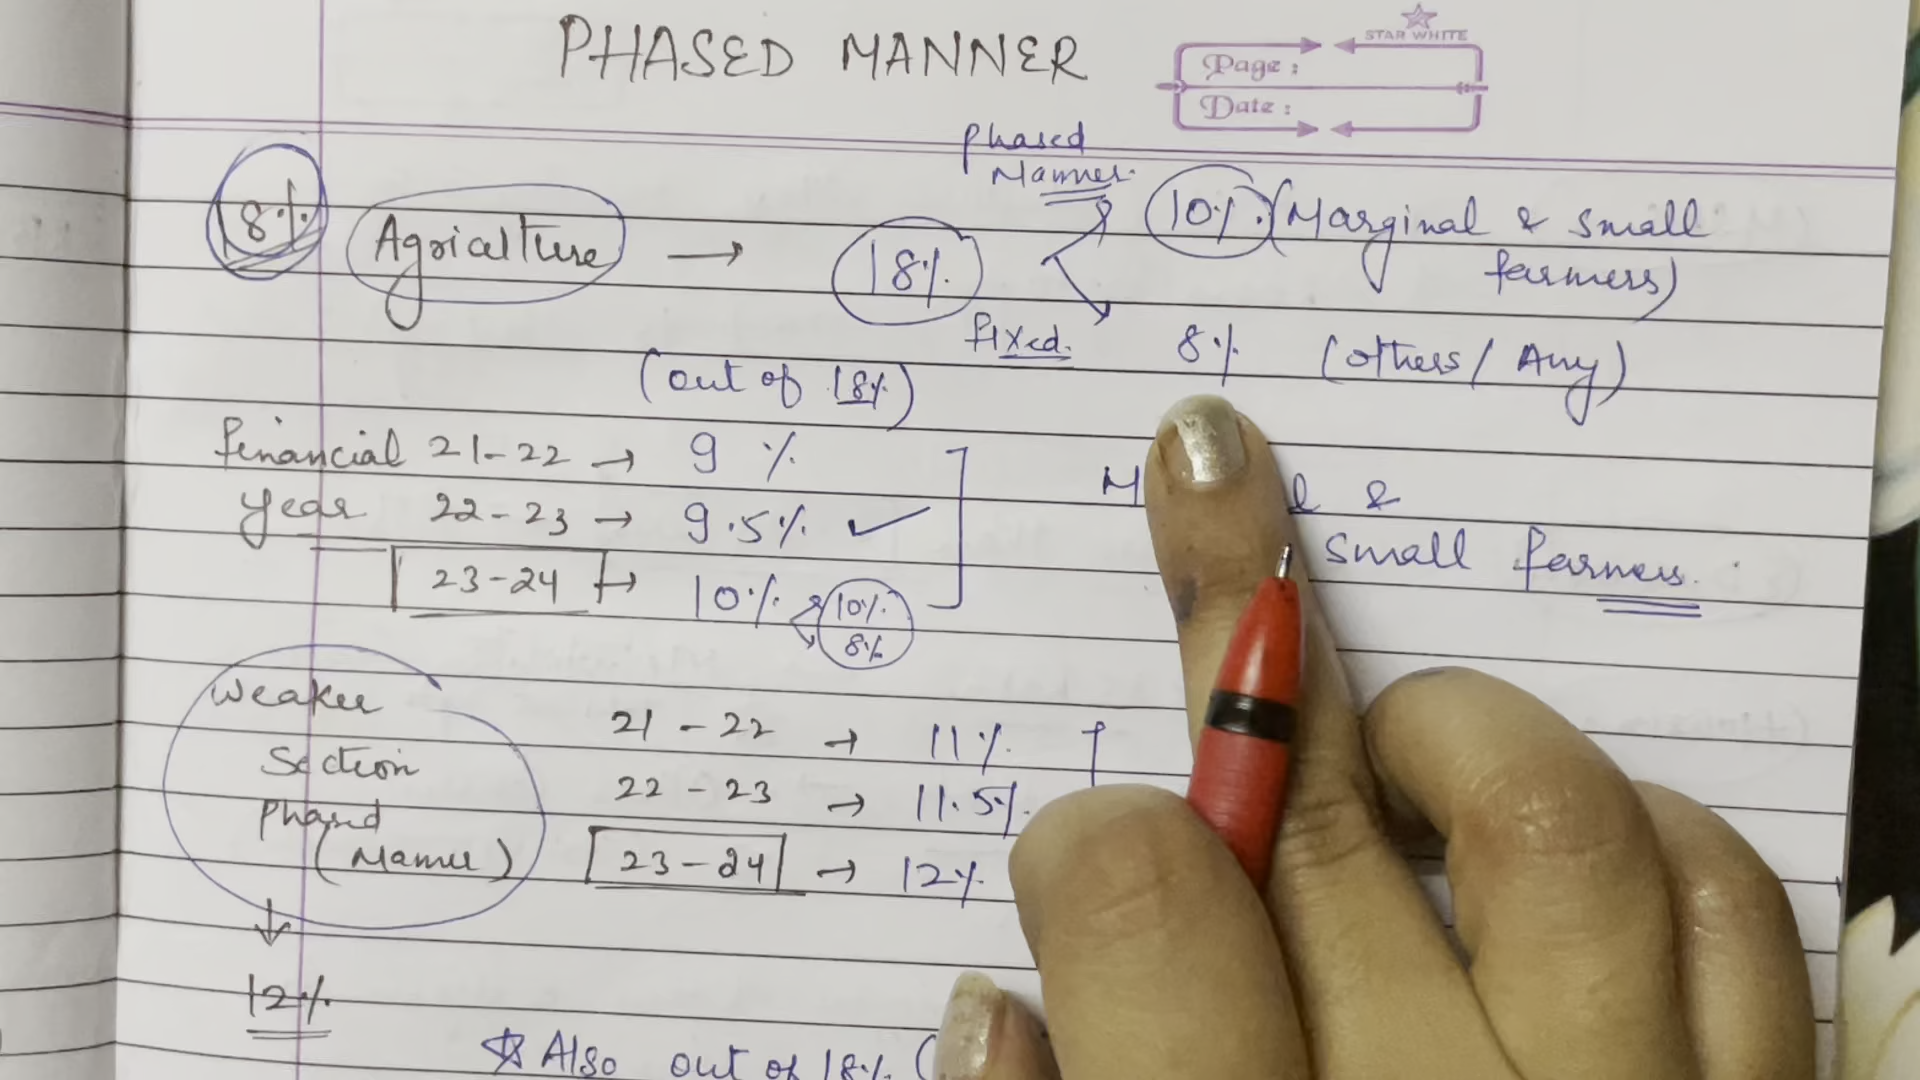 PHASED MANNER
STAR WHITE
Page :
Date :
Phased
Manner
18% Agriculture → 18% 10% (Marginal & small
farmers)
fixed. 8% (others / Any)
(out of 18%)
financial 21-22 → 9 %
year 22-23 → 9.5% ✓
23-24 → 10% 10%
8%
&
small farmers.
Weaker
Section
Phased
(Manner)
21 - 22 → 11%
22 - 23 → 11.5%
23 - 24 → 12%
↓
12%
☆ Also out of 18% (